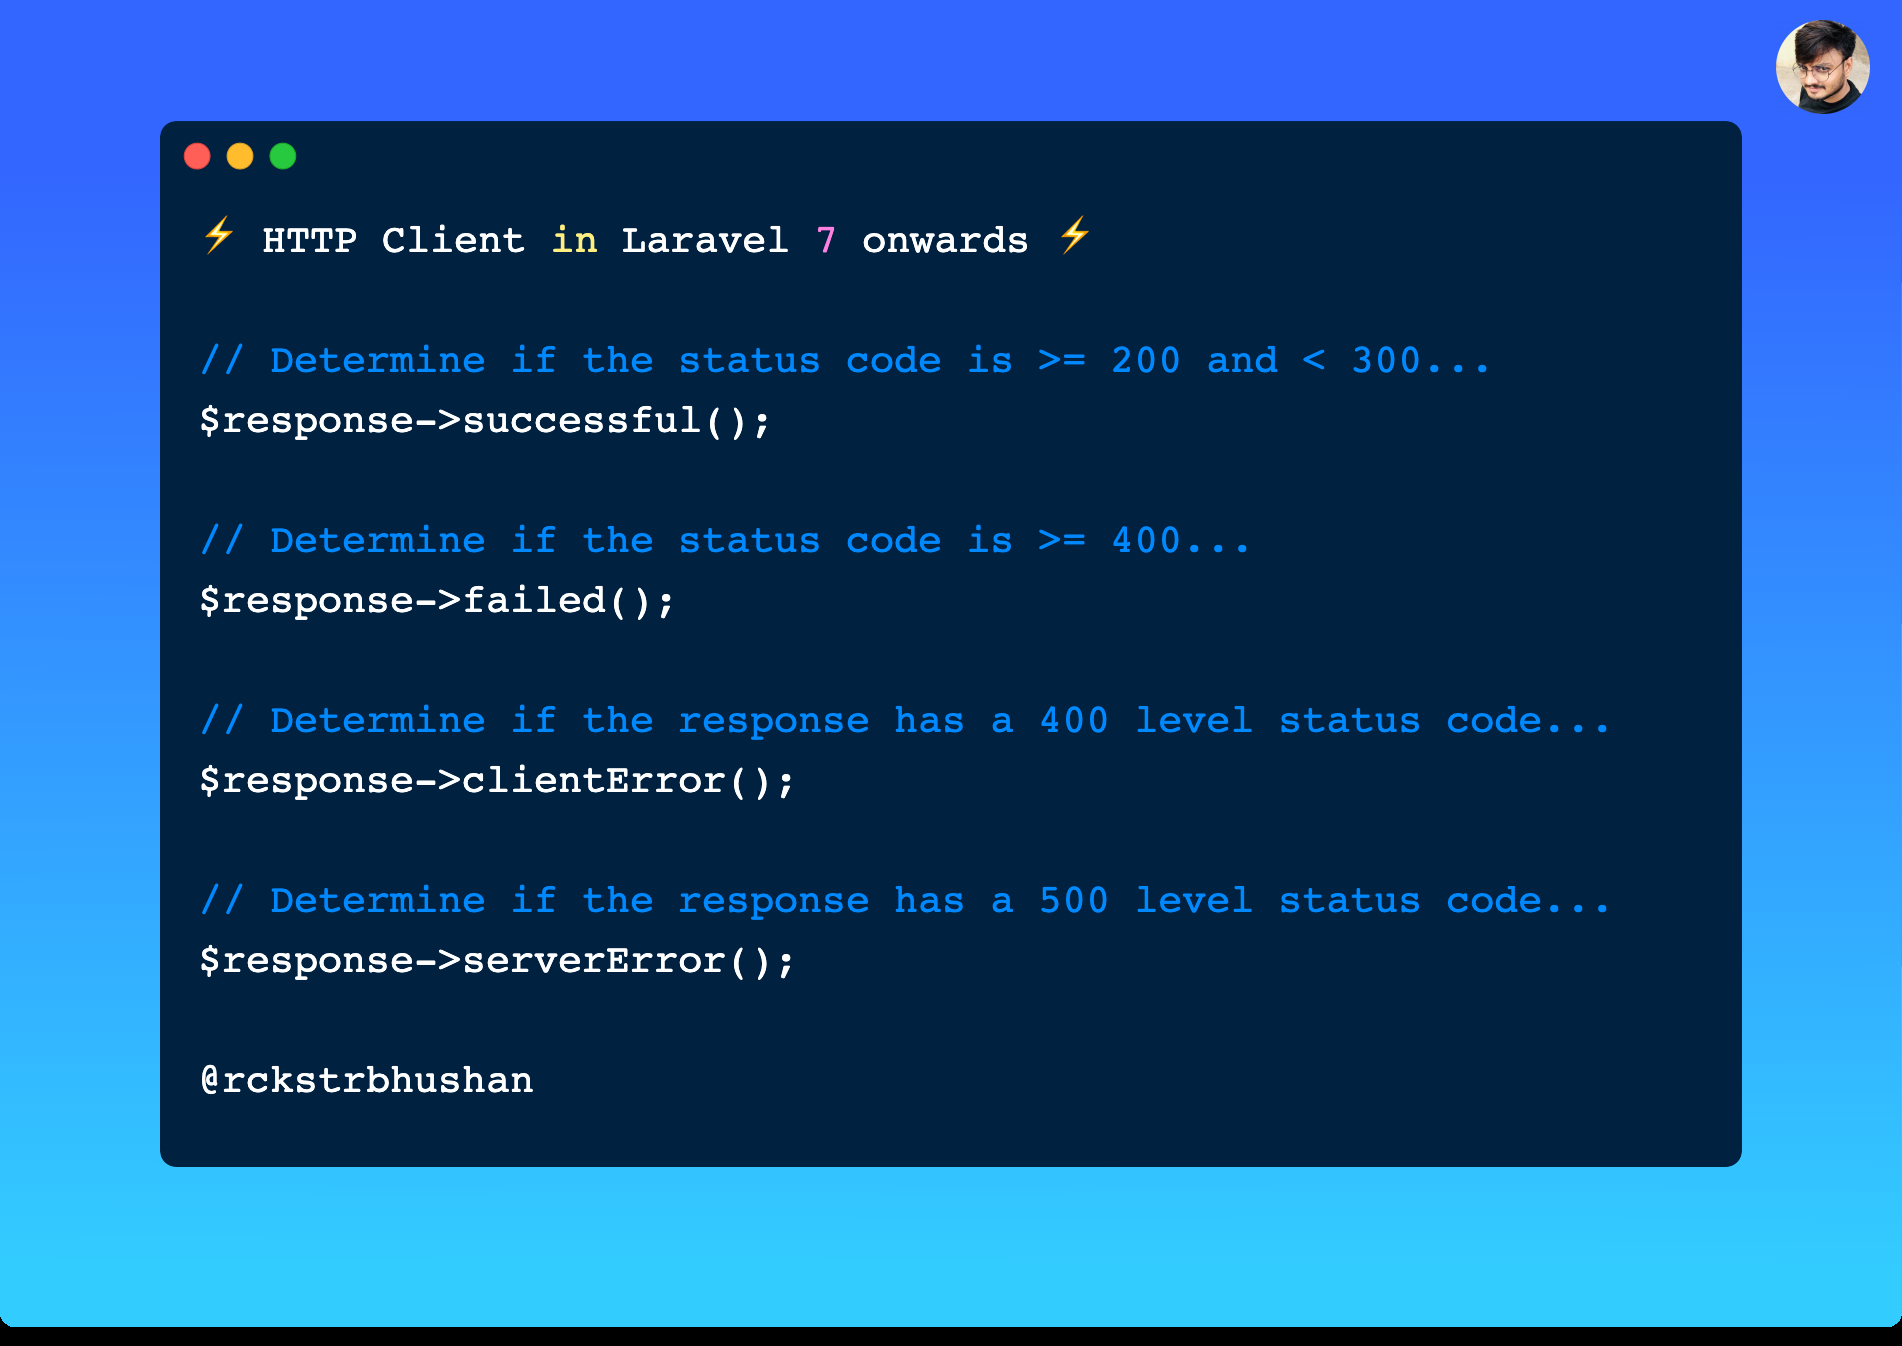 ⚡ HTTP Client in Laravel 7 onwards ⚡
// Determine if the status code is >= 200 and < 300...
$response->successful();
// Determine if the status code is >= 400...
$response->failed();
// Determine if the response has a 400 level status code...
$response->clientError();
// Determine if the response has a 500 level status code...
$response->serverError();
@rckstrbhushan